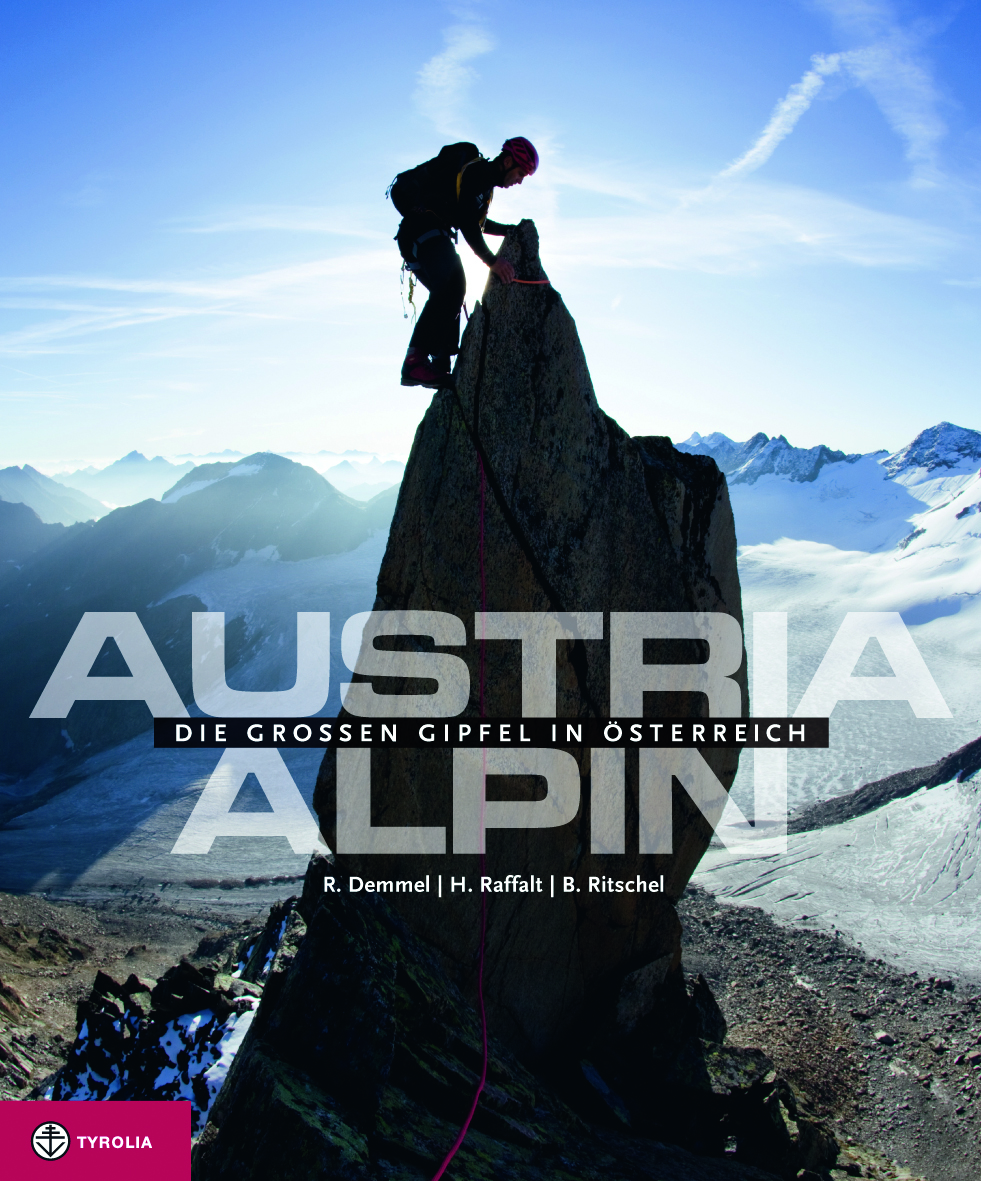 AUSTRIA
DIE GROSSEN GIPFEL IN ÖSTERREICH
ALPIN
R. Demmel | H. Raffalt | B. Ritschel
TYROLIA